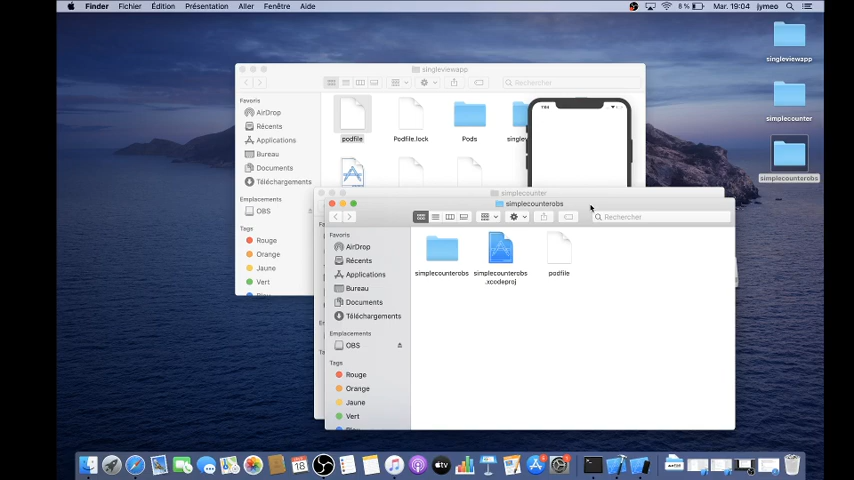 Finder Fichier Édition Présentation Aller Fenêtre Aide 8 % Mar. 19:04 jymeo
singleviewapp
Rechercher
Favoris
AirDrop
Récents
Applications
Bureau
Documents
Téléchargements
Emplacements
OBS
Tags
Rouge
Orange
Jaune
Vert
podfile
Podfile.lock
Pods
singlev
simplecounter
simplecounterobs
Rechercher
Favoris
AirDrop
Récents
Applications
Bureau
Documents
Téléchargements
Emplacements
OBS
Tags
Rouge
Orange
Jaune
Vert
simplecounterobs
simplecounterobs
.xcodeproj
podfile
singleviewapp
simplecounter
simplecounterobs
18